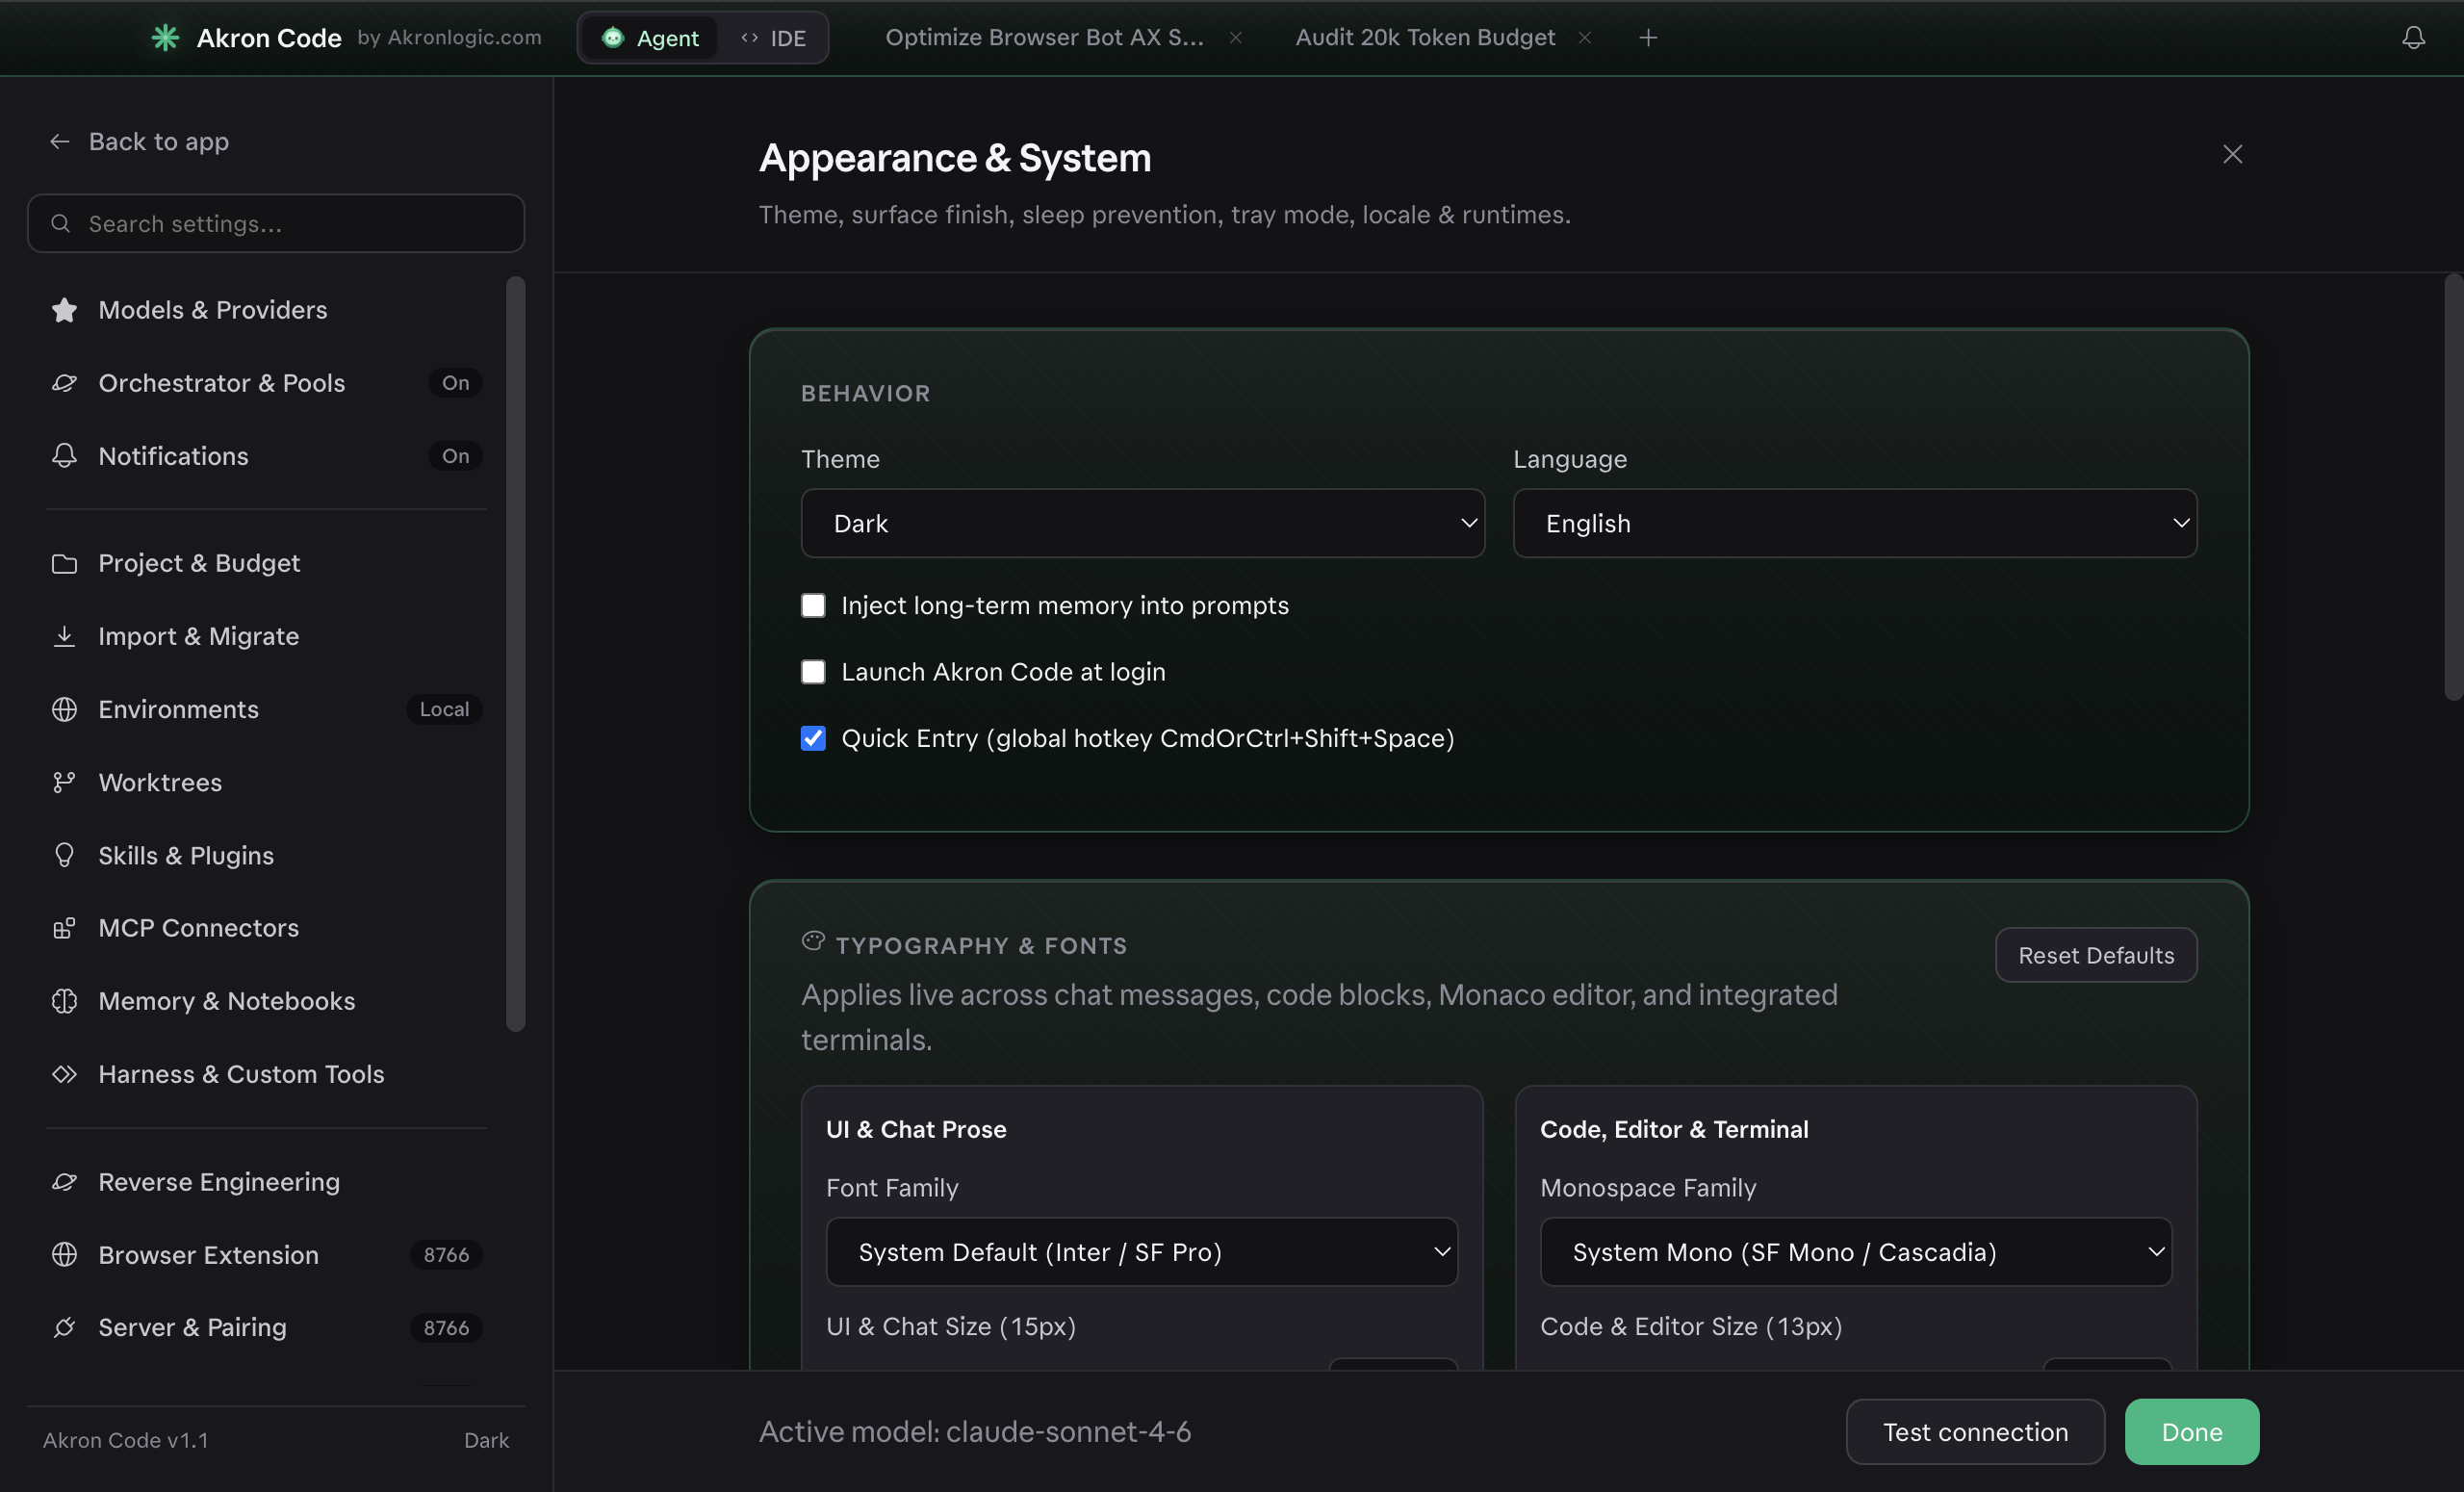 Akron Code by Akronlogic.com
Agent
IDE
Optimize Browser Bot AX S...
Audit 20k Token Budget
Back to app
Search settings...
Models & Providers
Orchestrator & Pools On
Notifications On
Project & Budget
Import & Migrate
Environments Local
Worktrees
Skills & Plugins
MCP Connectors
Memory & Notebooks
Harness & Custom Tools
Reverse Engineering
Browser Extension 8766
Server & Pairing 8766
Akron Code v1.1 Dark
Appearance & System
Theme, surface finish, sleep prevention, tray mode, locale & runtimes.
BEHAVIOR
Theme
Dark
Language
English
Inject long-term memory into prompts
Launch Akron Code at login
Quick Entry (global hotkey CmdOrCtrl+Shift+Space)
TYPOGRAPHY & FONTS
Reset Defaults
Applies live across chat messages, code blocks, Monaco editor, and integrated
terminals.
UI & Chat Prose
Font Family
System Default (Inter / SF Pro)
UI & Chat Size (15px)
Code, Editor & Terminal
Monospace Family
System Mono (SF Mono / Cascadia)
Code & Editor Size (13px)
Active model: claude-sonnet-4-6
Test connection
Done